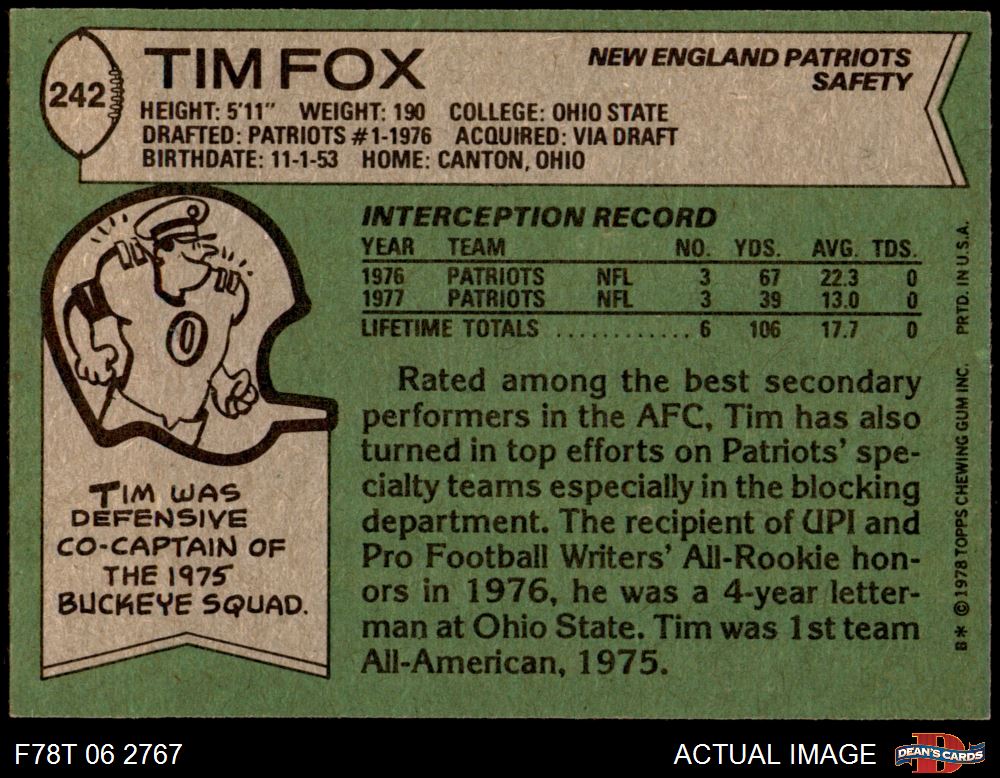 242
TIM FOX
NEW ENGLAND PATRIOTS
SAFETY
HEIGHT: 5'11" WEIGHT: 190 COLLEGE: OHIO STATE
DRAFTED: PATRIOTS #1-1976 ACQUIRED: VIA DRAFT
BIRTHDATE: 11-1-53 HOME: CANTON, OHIO
INTERCEPTION RECORD
YEAR TEAM NO. YDS. AVG. TDS.
1976 PATRIOTS NFL 3 67 22.3 0
1977 PATRIOTS NFL 3 39 13.0 0
LIFETIME TOTALS ............ 6 106 17.7 0
Rated among the best secondary
performers in the AFC, Tim has also
turned in top efforts on Patriots' spe-
cialty teams especially in the blocking
department. The recipient of UPI and
Pro Football Writers' All-Rookie hon-
ors in 1976, he was a 4-year letter-
man at Ohio State. Tim was 1st team
All-American, 1975.
0
TIM WAS
DEFENSIVE
CO-CAPTAIN OF
THE 1975
BUCKEYE SQUAD.
B* © 1978 TOPPS CHEWING GUM INC. PRTD. IN U.S.A.
F78T 06 2767
ACTUAL IMAGE
D
DEAN'S CARDS